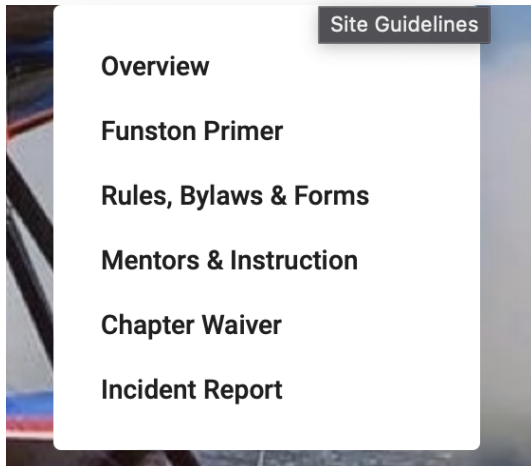 Site Guidelines
Overview
Funston Primer
Rules, Bylaws & Forms
Mentors & Instruction
Chapter Waiver
Incident Report